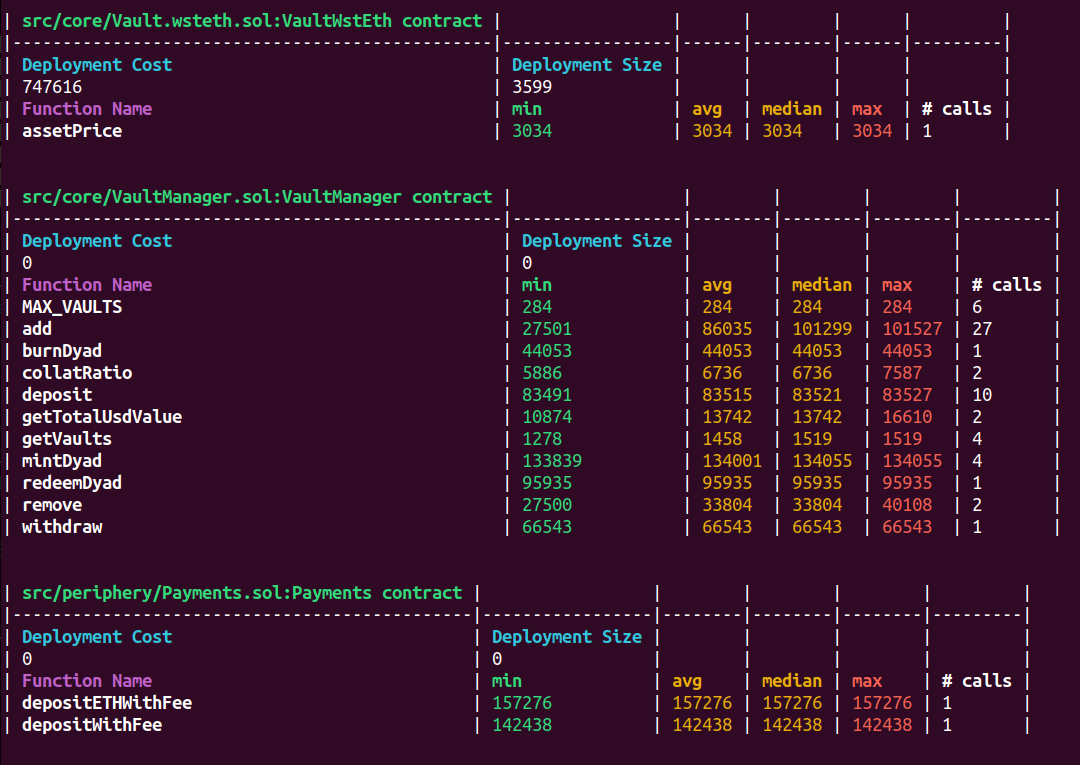 | src/core/Vault.wsteth.sol:VaultWstEth contract |                 |      |        |      |         |
|------------------------------------------------|-----------------|------|--------|------|---------|
| Deployment Cost                                | Deployment Size |      |        |      |         |
| 747616                                         | 3599            |      |        |      |         |
| Function Name                                  | min             | avg  | median | max  | # calls |
| assetPrice                                     | 3034            | 3034 | 3034   | 3034 | 1       |
| src/core/VaultManager.sol:VaultManager contract |                 |        |        |        |         |
|-------------------------------------------------|-----------------|--------|--------|--------|---------|
| Deployment Cost                                 | Deployment Size |        |        |        |         |
| 0                                               | 0               |        |        |        |         |
| Function Name                                   | min             | avg    | median | max    | # calls |
| MAX_VAULTS                                      | 284             | 284    | 284    | 284    | 6       |
| add                                             | 27501           | 86035  | 101299 | 101527 | 27      |
| burnDyad                                        | 44053           | 44053  | 44053  | 44053  | 1       |
| collatRatio                                     | 5886            | 6736   | 6736   | 7587   | 2       |
| deposit                                         | 83491           | 83515  | 83521  | 83527  | 10      |
| getTotalUsdValue                                | 10874           | 13742  | 13742  | 16610  | 2       |
| getVaults                                       | 1278            | 1458   | 1519   | 1519   | 4       |
| mintDyad                                        | 133839          | 134001 | 134055 | 134055 | 4       |
| redeemDyad                                      | 95935           | 95935  | 95935  | 95935  | 1       |
| remove                                          | 27500           | 33804  | 33804  | 40108  | 2       |
| withdraw                                        | 66543           | 66543  | 66543  | 66543  | 1       |
| src/periphery/Payments.sol:Payments contract |                 |        |        |        |         |
|----------------------------------------------|-----------------|--------|--------|--------|---------|
| Deployment Cost                              | Deployment Size |        |        |        |         |
| 0                                            | 0               |        |        |        |         |
| Function Name                                | min             | avg    | median | max    | # calls |
| depositETHWithFee                            | 157276          | 157276 | 157276 | 157276 | 1       |
| depositWithFee                               | 142438          | 142438 | 142438 | 142438 | 1       |